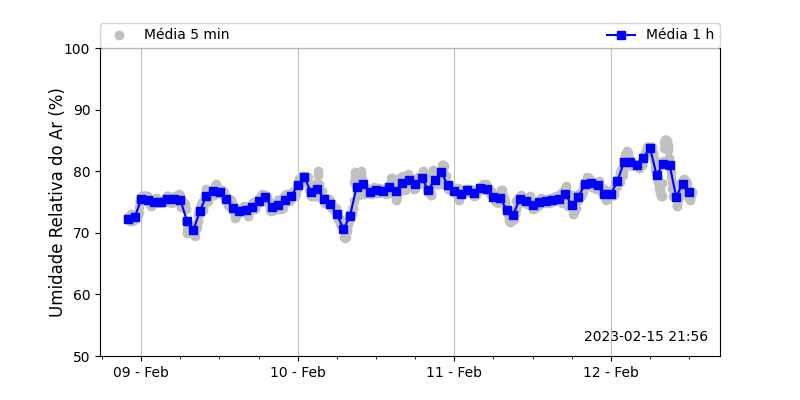 Média 5 min
Média 1 h
Umidade Relativa do Ar (%)
100
90
80
70
60
50
2023-02-15 21:56
09 - Feb
10 - Feb
11 - Feb
12 - Feb